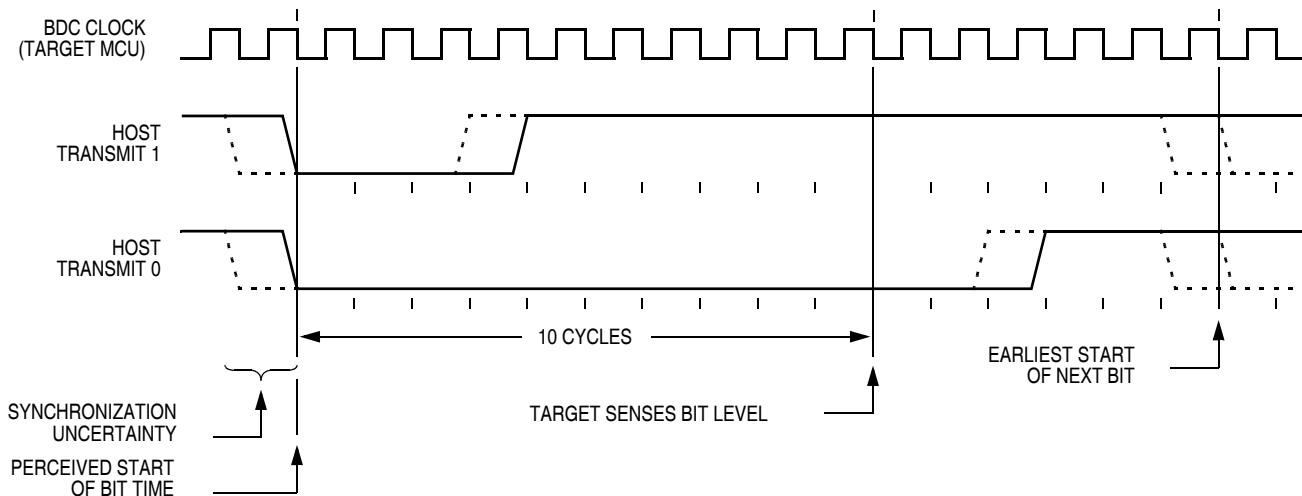 BDC CLOCK
(TARGET MCU)
HOST
TRANSMIT 1
HOST
TRANSMIT 0
10 CYCLES
EARLIEST START
OF NEXT BIT
SYNCHRONIZATION
UNCERTAINTY
TARGET SENSES BIT LEVEL
PERCEIVED START
OF BIT TIME